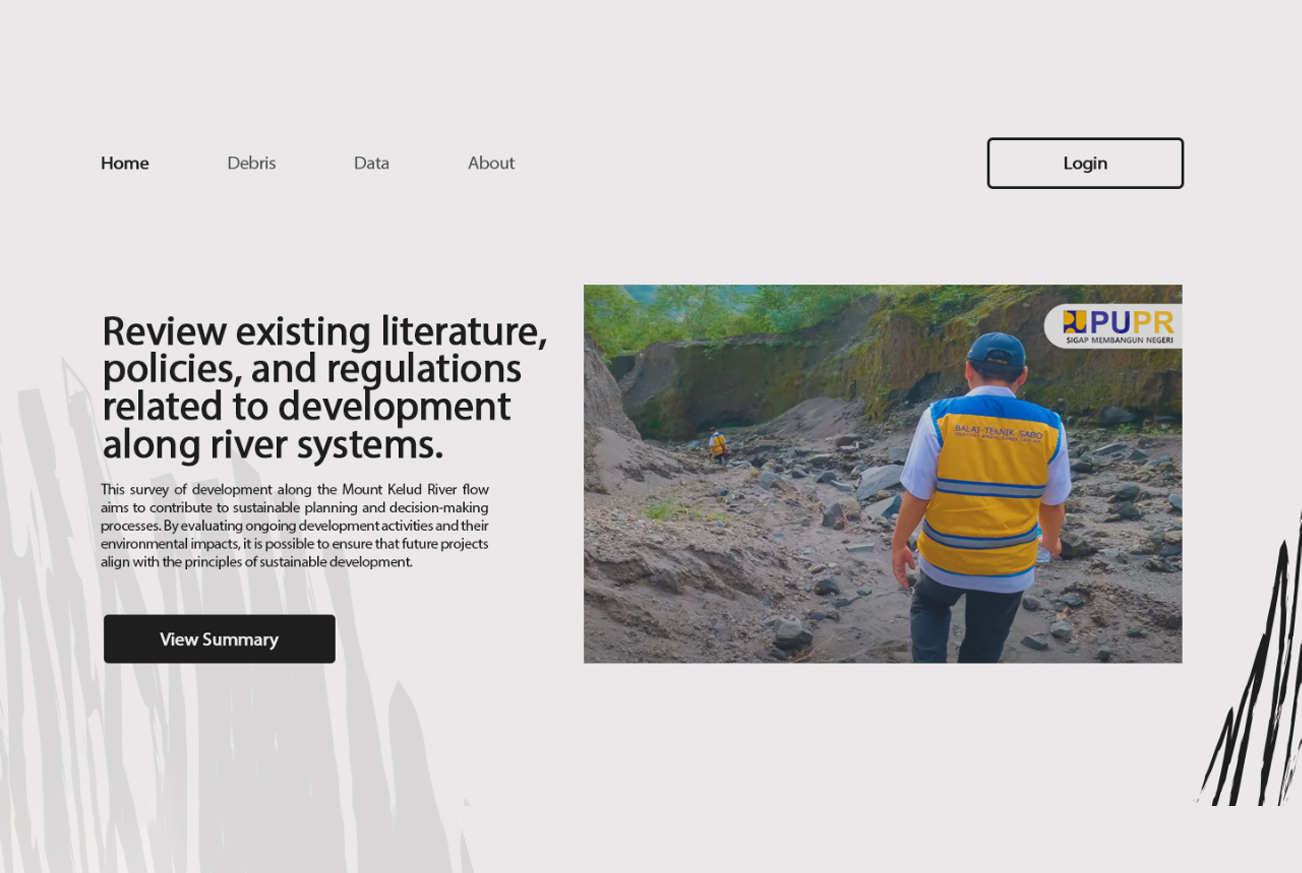 Home
Debris
Data
About
Login
Review existing literature,
policies, and regulations
related to development
along river systems.
This survey of development along the Mount Kelud River flow
aims to contribute to sustainable planning and decision-making
processes. By evaluating ongoing development activities and their
environmental impacts, it is possible to ensure that future projects
align with the principles of sustainable development.
View Summary
PUPR
SIGAP MEMBANGUN NEGERI
BALAI TEKNIK SABO